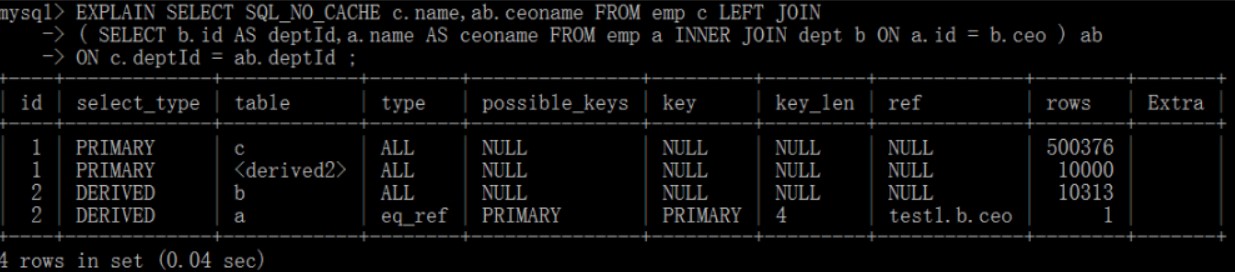 mysql> EXPLAIN SELECT SQL_NO_CACHE c.name,ab.ceoname FROM emp c LEFT JOIN
-> ( SELECT b.id AS deptId,a.name AS ceoname FROM emp a INNER JOIN dept b ON a.id = b.ceo ) ab
-> ON c.deptId = ab.deptId ;
| id | select_type | table | type | possible_keys | key | key_len | ref | rows | Extra |
| 1 | PRIMARY | c | ALL | NULL | NULL | NULL | NULL | 500376 | |
| 1 | PRIMARY | <derived2> | ALL | NULL | NULL | NULL | NULL | 10000 | |
| 2 | DERIVED | b | ALL | NULL | NULL | NULL | NULL | 10313 | |
| 2 | DERIVED | a | eq_ref | PRIMARY | PRIMARY | 4 | test1.b.ceo | 1 | |
4 rows in set (0.04 sec)